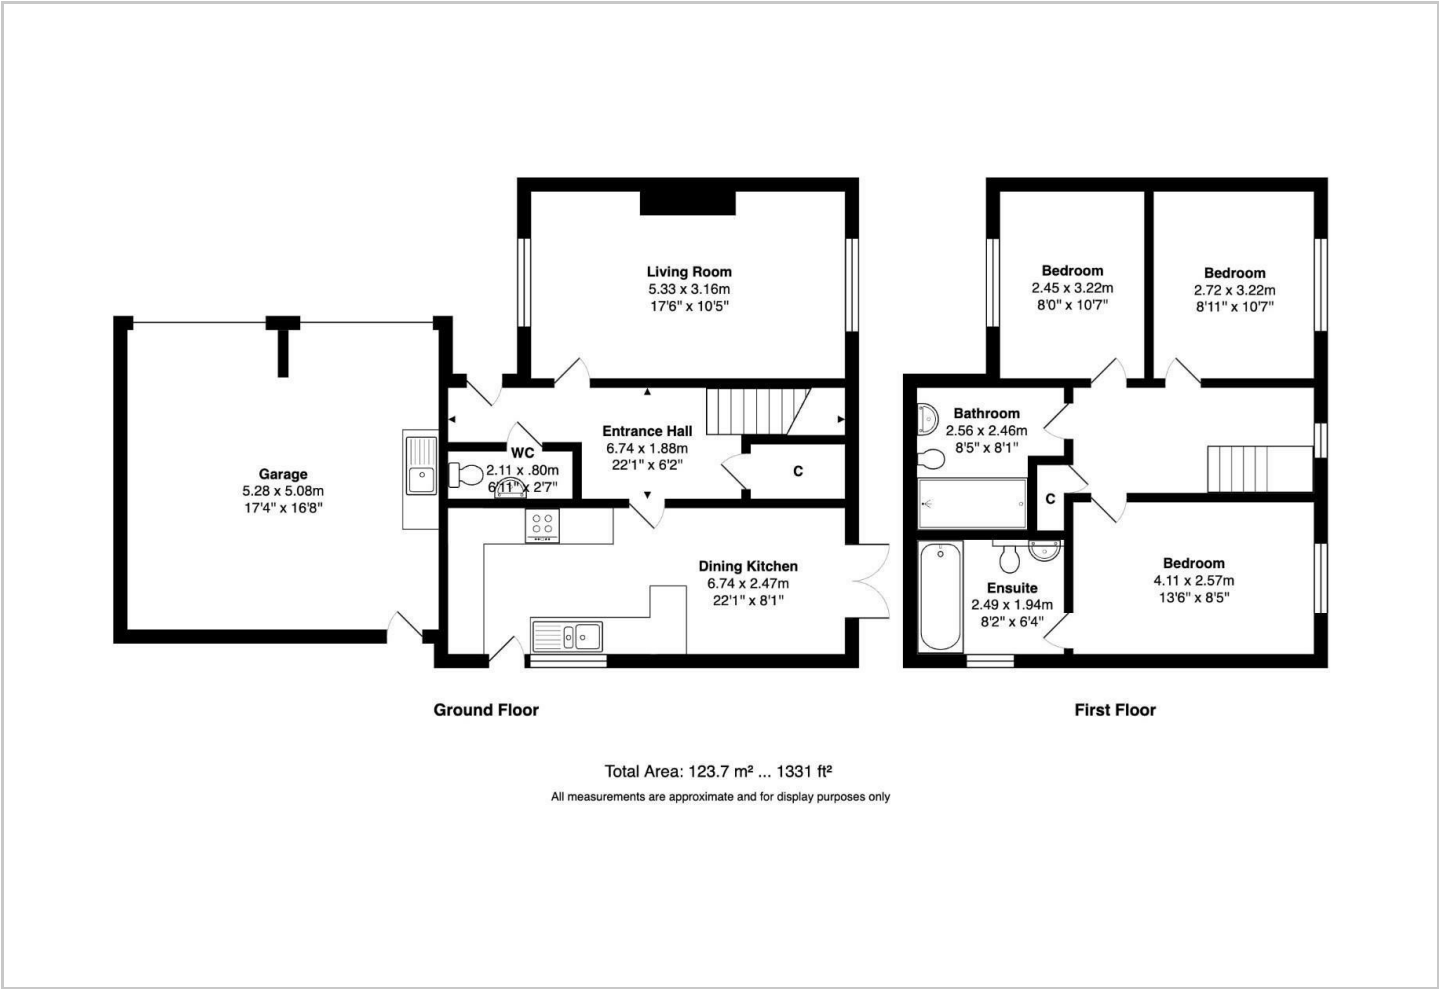 Living Room
5.33 x 3.16m
17'6" x 10'5"
Garage
5.28 x 5.08m
17'4" x 16'8"
WC
2.11 x .80m
6'11" x 2'7"
Entrance Hall
6.74 x 1.88m
22'1" x 6'2"
C
Dining Kitchen
6.74 x 2.47m
22'1" x 8'1"
Ground Floor
Bedroom
2.45 x 3.22m
8'0" x 10'7"
Bedroom
2.72 x 3.22m
8'11" x 10'7"
Bathroom
2.56 x 2.46m
8'5" x 8'1"
C
Ensuite
2.49 x 1.94m
8'2" x 6'4"
Bedroom
4.11 x 2.57m
13'6" x 8'5"
First Floor
Total Area: 123.7 m² ... 1331 ft²
All measurements are approximate and for display purposes only